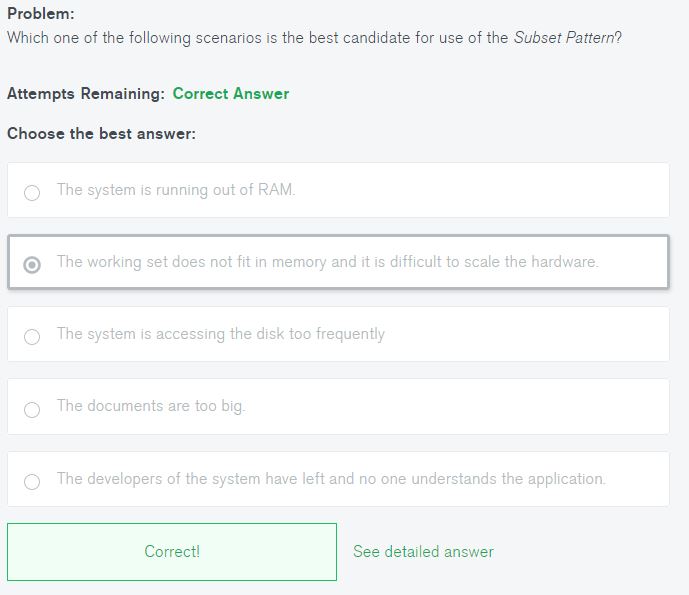 Problem:
Which one of the following scenarios is the best candidate for use of the Subset Pattern?
Attempts Remaining: Correct Answer
Choose the best answer:
The system is running out of RAM.
The working set does not fit in memory and it is difficult to scale the hardware.
The system is accessing the disk too frequently
The documents are too big.
The developers of the system have left and no one understands the application.
Correct! See detailed answer